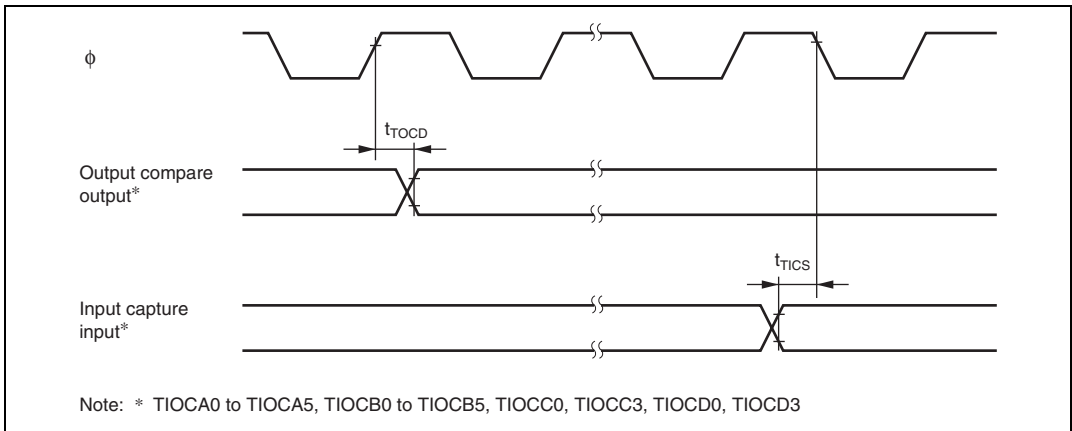 ϕ
tTOCD
Output compare
output*
tTICS
Input capture
input*
Note: * TIOCA0 to TIOCA5, TIOCB0 to TIOCB5, TIOCC0, TIOCC3, TIOCD0, TIOCD3